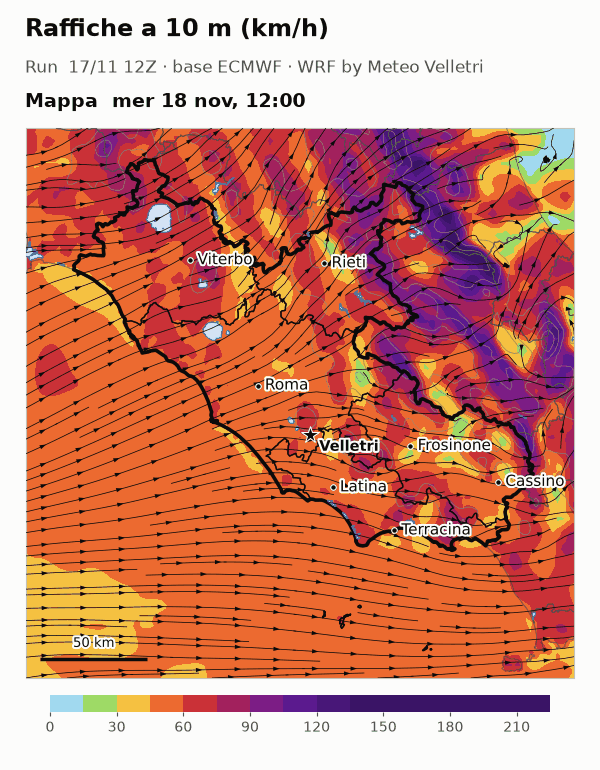 Raffiche a 10 m (km/h)
Run  17/11 12Z · base ECMWF · WRF by Meteo Velletri
Mappa  mer 18 nov, 12:00
Viterbo
Rieti
Roma
Velletri
Frosinone
Cassino
Latina
Terracina
50 km
0 30 60 90 120 150 180 210